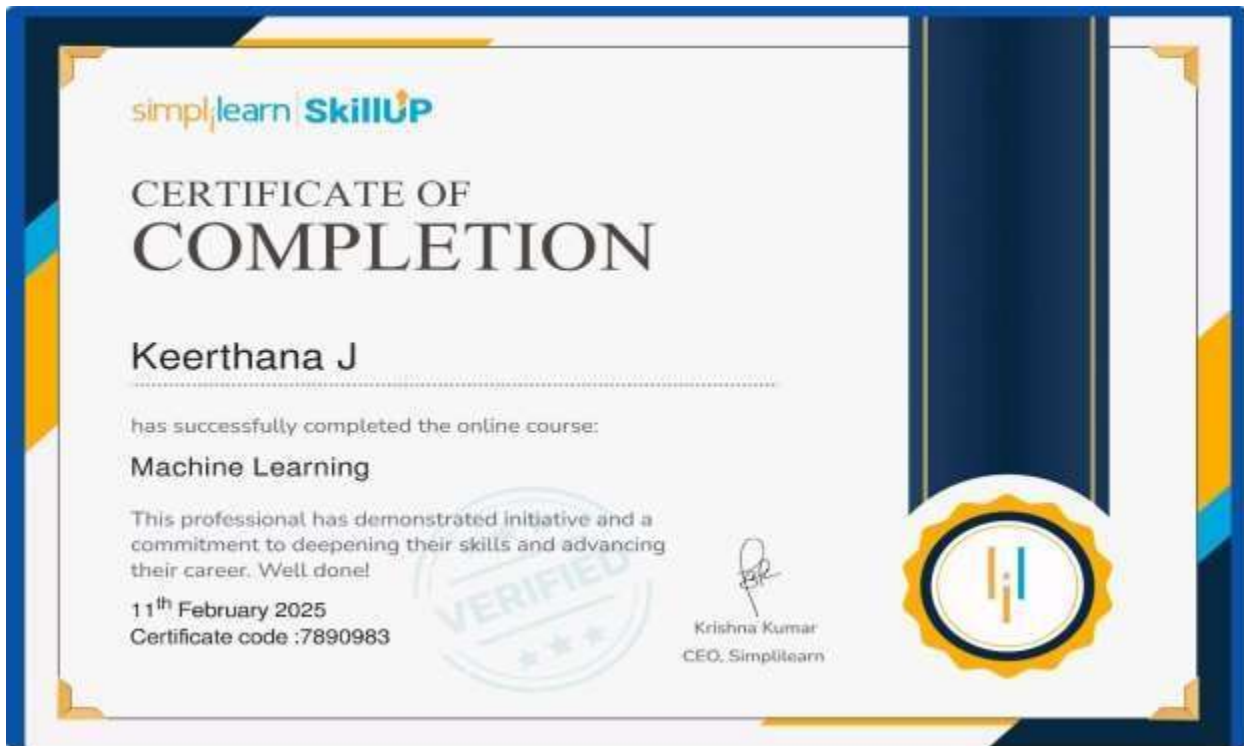 simplilearn SkillUP
CERTIFICATE OF
COMPLETION
Keerthana J
has successfully completed the online course:
Machine Learning
This professional has demonstrated initiative and a
commitment to deepening their skills and advancing
their career. Well done!
VERIFIED
11th February 2025
Certificate code :7890983
Krishna Kumar
CEO, Simplilearn